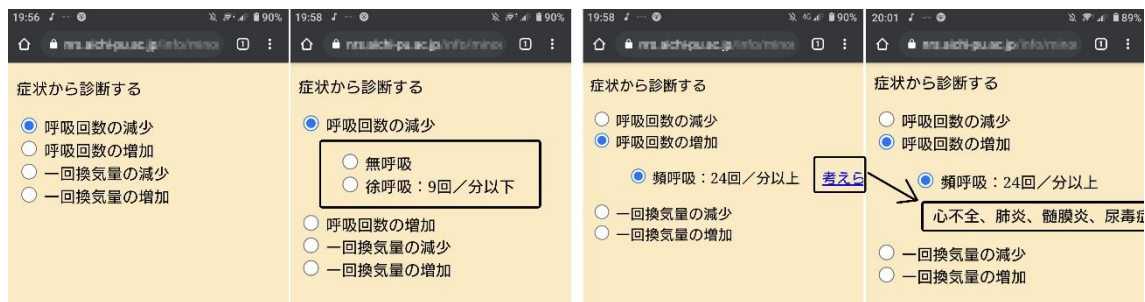 19:56
90%
1
症状から診断する
呼吸回数の減少
呼吸回数の増加
一回換気量の減少
一回換気量の増加
19:58
90%
1
症状から診断する
呼吸回数の減少
無呼吸
徐呼吸：9回／分以下
呼吸回数の増加
一回換気量の減少
一回換気量の増加
19:58
4G
90%
1
症状から診断する
呼吸回数の減少
呼吸回数の増加
頻呼吸：24回／分以上 考えら
一回換気量の減少
一回換気量の増加
20:01
89%
1
症状から診断する
呼吸回数の減少
呼吸回数の増加
頻呼吸：24回／分以上
心不全、肺炎、髄膜炎、尿毒症
一回換気量の減少
一回換気量の増加